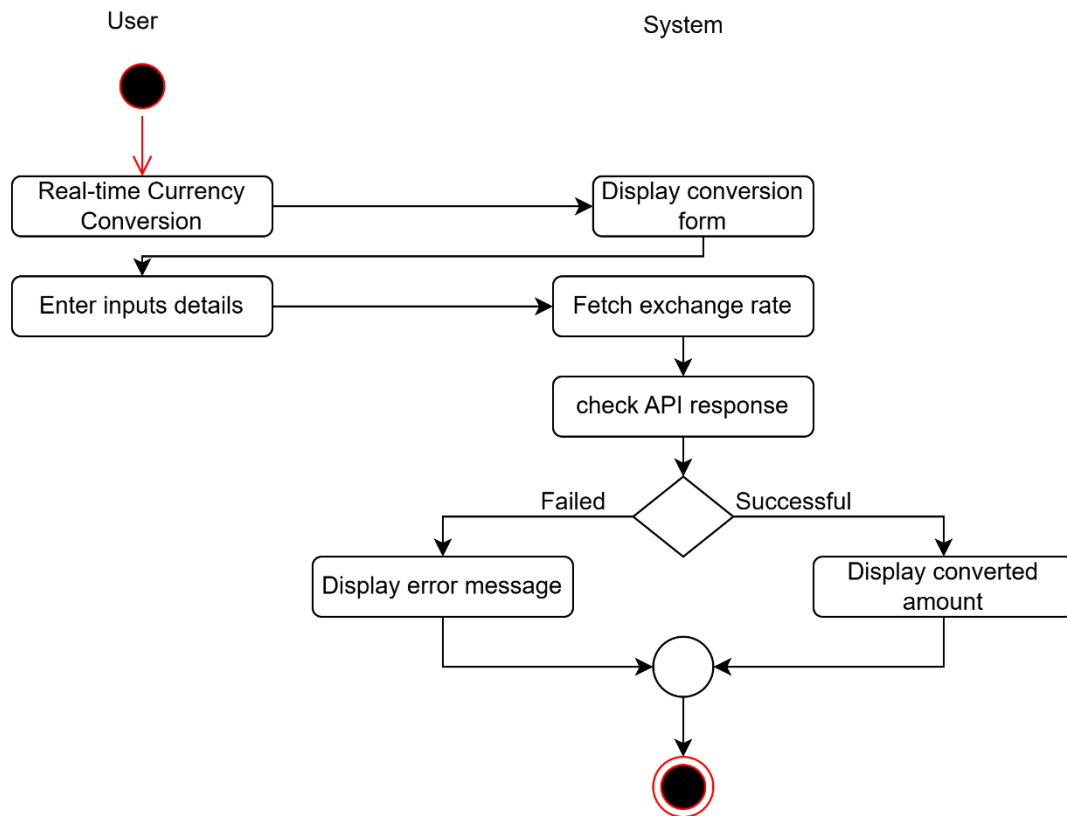 User
System
Real-time Currency
Conversion
Display conversion
form
Enter inputs details
Fetch exchange rate
check API response
Failed
Successful
Display error message
Display converted
amount